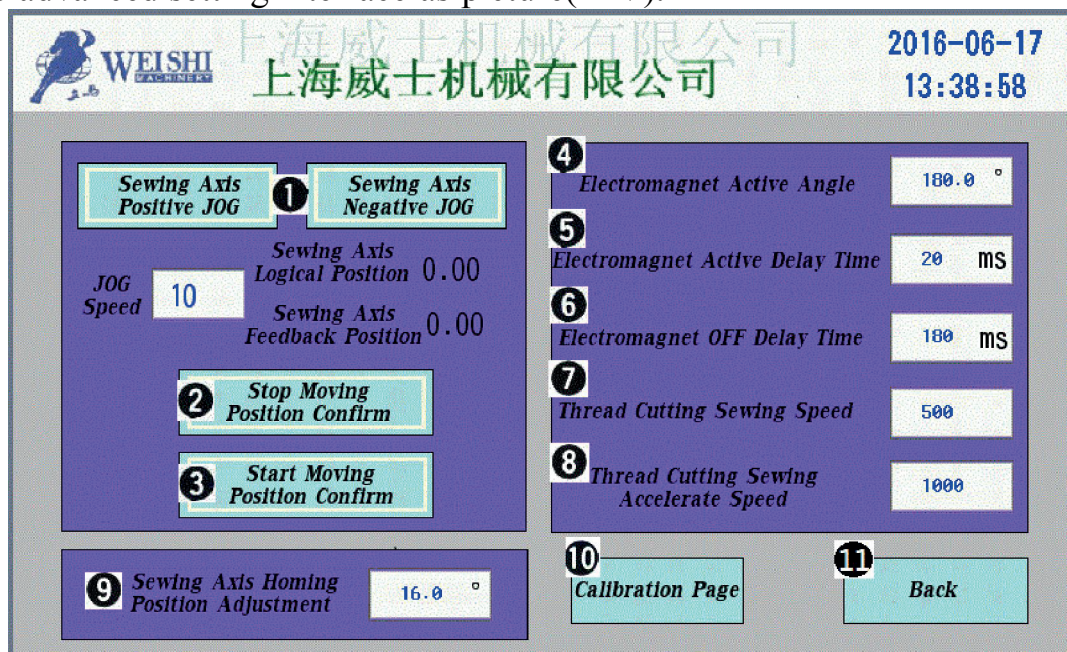 上海威士机械有限公司
WEISHI
MACHINERY
上海威士机械有限公司
2016-06-17
13:38:58
1
Sewing Axis
Positive JOG
Sewing Axis
Negative JOG
JOG
Speed
10
Sewing Axis
Logical Position 0.00
Sewing Axis
Feedback Position 0.00
2
Stop Moving
Position Confirm
3
Start Moving
Position Confirm
4
Electromagnet Active Angle 180.0 °
5
Electromagnet Active Delay Time 20 ms
6
Electromagnet OFF Delay Time 180 ms
7
Thread Cutting Sewing Speed 500
8
Thread Cutting Sewing
Accelerate Speed 1000
9
Sewing Axis Homing
Position Adjustment 16.0 °
10
Calibration Page
11
Back